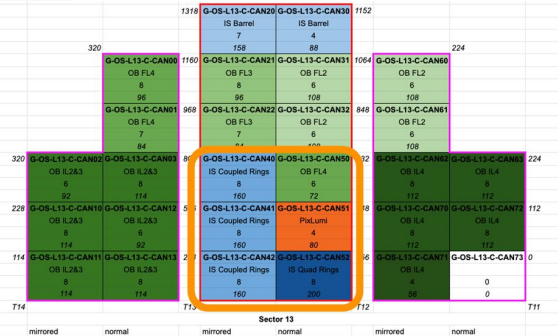 1318 G-OS-L13-C-CAN20 G-OS-L13-C-CAN30 1152
IS Barrel IS Barrel
7 4
320 158 88 224
G-OS-L13-C-CAN00 1160 G-OS-L13-C-CAN21 G-OS-L13-C-CAN31 1064 G-OS-L13-C-CAN60
OB FL4 OB FL3 OB FL2 OB FL2
8 8 6 6
96 96 108 108
G-OS-L13-C-CAN01 968 G-OS-L13-C-CAN22 G-OS-L13-C-CAN32 848 G-OS-L13-C-CAN61
OB FL4 OB FL3 OB FL2 OB FL2
7 7 6 6
84 84 108 108
320 G-OS-L13-C-CAN02 G-OS-L13-C-CAN03 G-OS-L13-C-CAN40 G-OS-L13-C-CAN50 G-OS-L13-C-CAN62 G-OS-L13-C-CAN63 224
OB IL2&3 OB IL2&3 IS Coupled Rings OB FL4 OB IL4 OB IL4
6 8 8 6 8 8
92 114 160 72 112 112
228 G-OS-L13-C-CAN10 G-OS-L13-C-CAN12 G-OS-L13-C-CAN41 G-OS-L13-C-CAN51 G-OS-L13-C-CAN70 G-OS-L13-C-CAN72 112
OB IL2&3 OB IL2&3 IS Coupled Rings PixLumi OB IL4 OB IL4
8 6 8 4 8 8
114 92 160 80 112 112
114 G-OS-L13-C-CAN11 G-OS-L13-C-CAN13 G-OS-L13-C-CAN42 G-OS-L13-C-CAN52 G-OS-L13-C-CAN71 G-OS-L13-C-CAN73 0
OB IL2&3 OB IL2&3 IS Coupled Rings IS Quad Rings OB IL4
8 8 8 8 4 0
114 114 160 200 56 0
T14 T13 T12 T11
Sector 13
mirrored normal mirrored normal mirrored normal